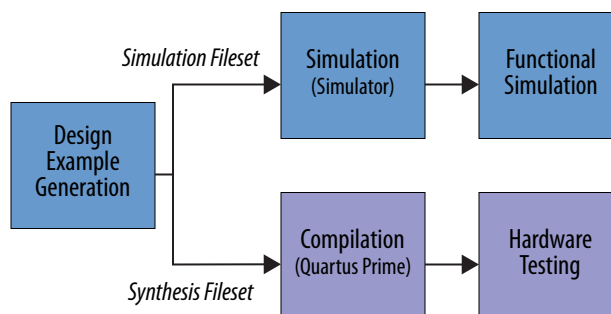 Simulation Fileset
Simulation
(Simulator)
Functional
Simulation
Design
Example
Generation
Compilation
(Quartus Prime)
Hardware
Testing
Synthesis Fileset